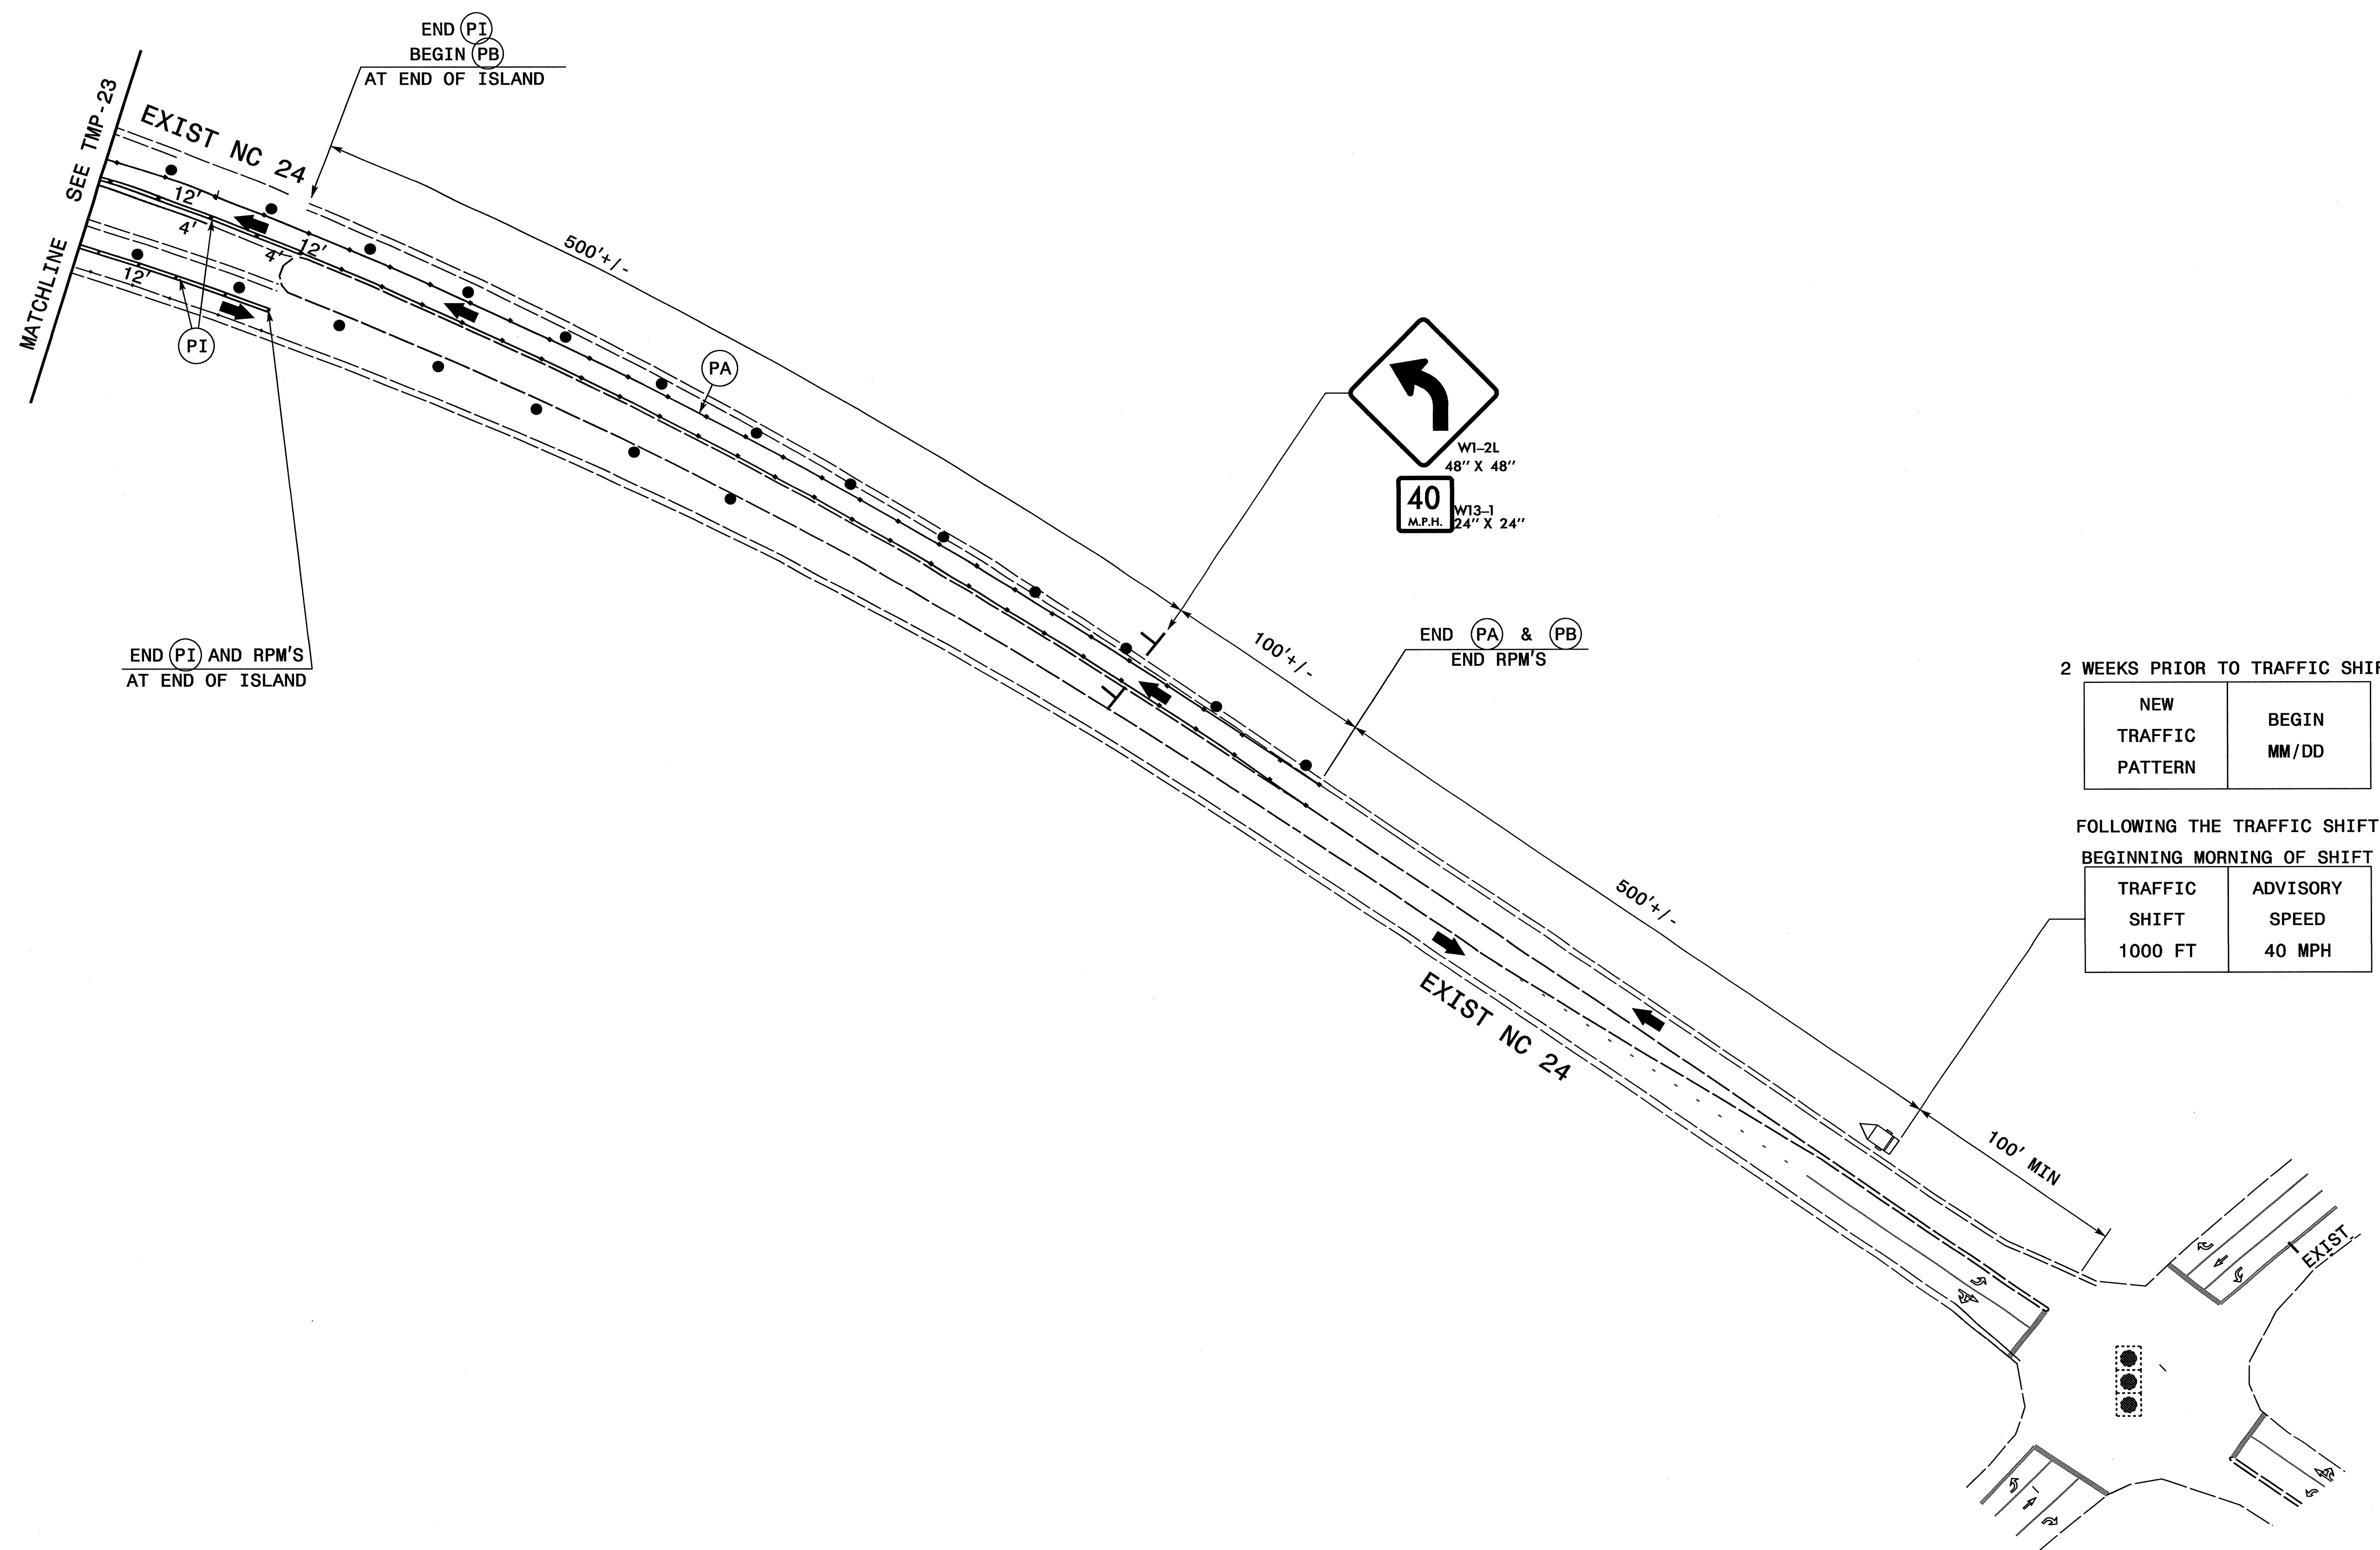 END PI
BEGIN PB
AT END OF ISLAND
MATCHLINE SEE TMP-23
EXIST NC 24
12'
4'
12'
4'
12'
PI
500'+/-
PA
END PI AND RPM'S
AT END OF ISLAND
W1-2L
48" X 48"
40
M.P.H.
W13-1
24" X 24"
100'+/-
END PA & PB
END RPM'S
2 WEEKS PRIOR TO TRAFFIC SHIF
NEW
TRAFFIC
PATTERN
BEGIN
MM/DD
FOLLOWING THE TRAFFIC SHIFT
BEGINNING MORNING OF SHIFT
TRAFFIC
SHIFT
1000 FT
ADVISORY
SPEED
40 MPH
500'+/-
EXIST NC 24
100' MIN
EXIST